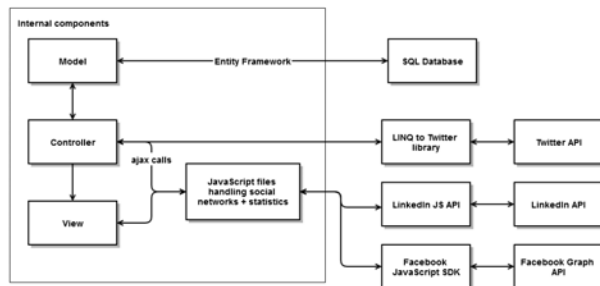 Internal components
Model
Entity Framework
SQL Database
Controller
LINQ to Twitter
library
Twitter API
ajax calls
JavaScript files
handling social
networks + statistics
LinkedIn JS API
LinkedIn API
View
Facebook
JavaScript SDK
Facebook Graph
API